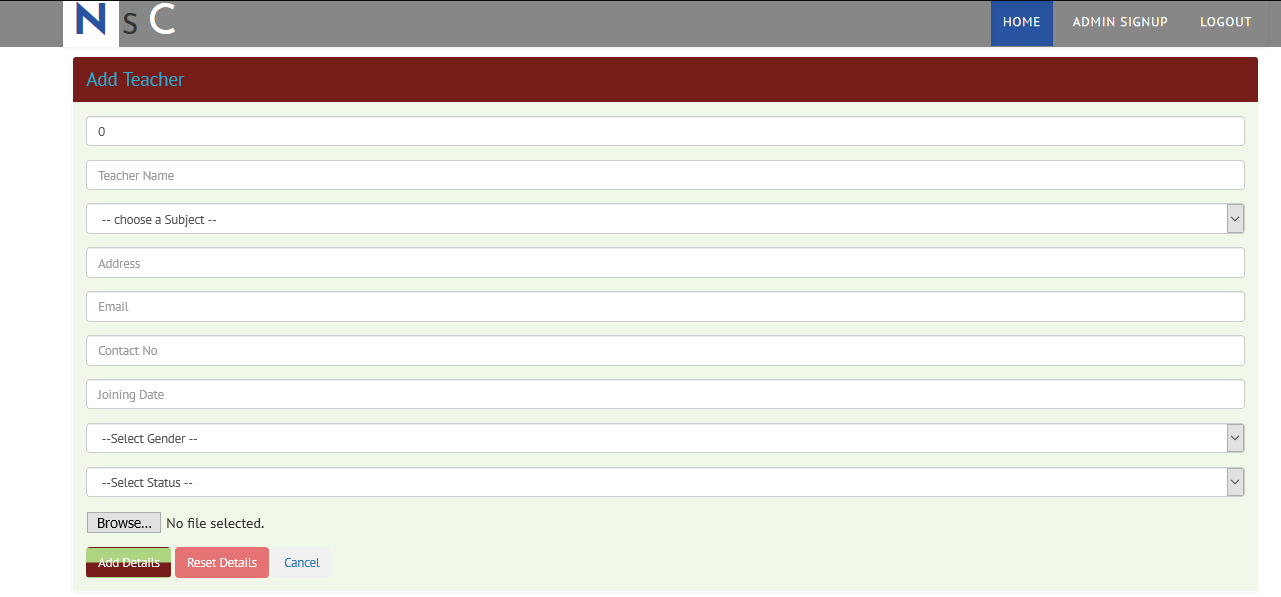 N s C HOME ADMIN SIGNUP LOGOUT
Add Teacher
0
Teacher Name
-- choose a Subject --
Address
Email
Contact No
Joining Date
--Select Gender --
--Select Status --
Browse... No file selected.
Add Details Reset Details Cancel